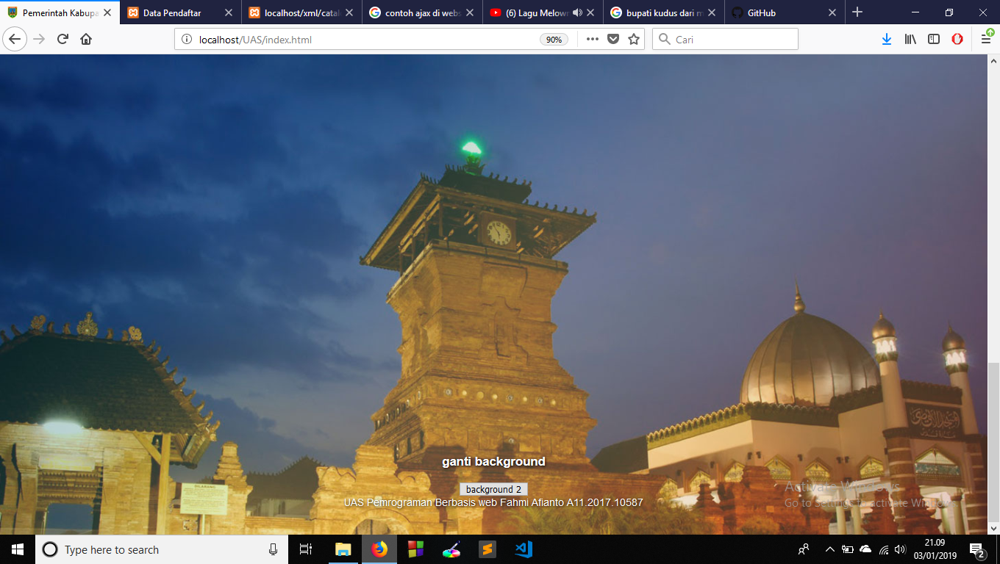 Pemerintah Kabupa
Data Pendaftar
localhost/xml/catal
contoh ajax di webs
(6) Lagu Melown
bupati kudus dari m
GitHub
localhost/UAS/index.html
90%
Cari
DILARANG
ganti background
background 2
UAS Pemrograman Berbasis web Fahmi Afianto A11.2017.10587
Activate Windows
Go to Settings to activate Windows.
Type here to search
21.09
03/01/2019
2